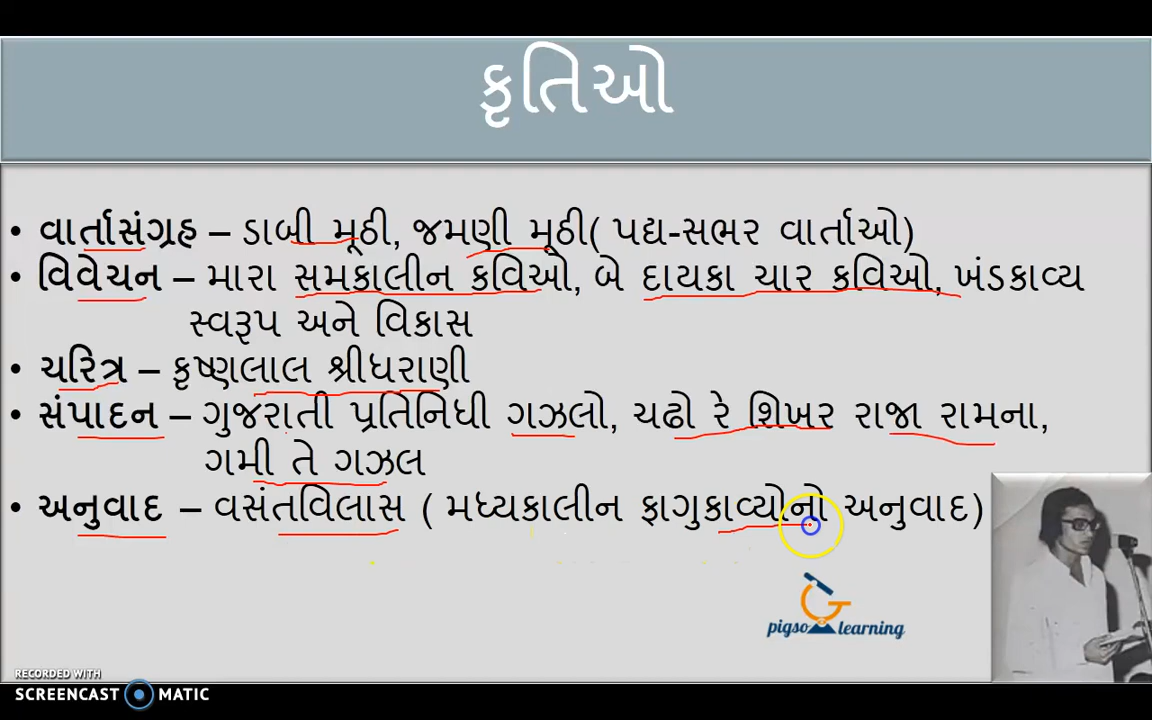 કૃતિઓ
• વાર્તાસંગ્રહ – ડાબી મૂઠી, જમણી મૂઠી( પદ્ય-સભર વાર્તાઓ)
• વિવેચન – મારા સમકાલીન કવિઓ, બે દાયકા ચાર કવિઓ, ખંડકાવ્ય
સ્વરૂપ અને વિકાસ
• ચરિત્ર – કૃષ્ણલાલ શ્રીધરાણી
• સંપાદન – ગુજરાતી પ્રતિનિધી ગઝલો, ચઢો રે શિખર રાજા રામના,
ગમી તે ગઝલ
• અનુવાદ – વસંતવિલાસ ( મધ્યકાલીન ફાગુકાવ્યોનો અનુવાદ)
pigso learning
RECORDED WITH
SCREENCAST MATIC